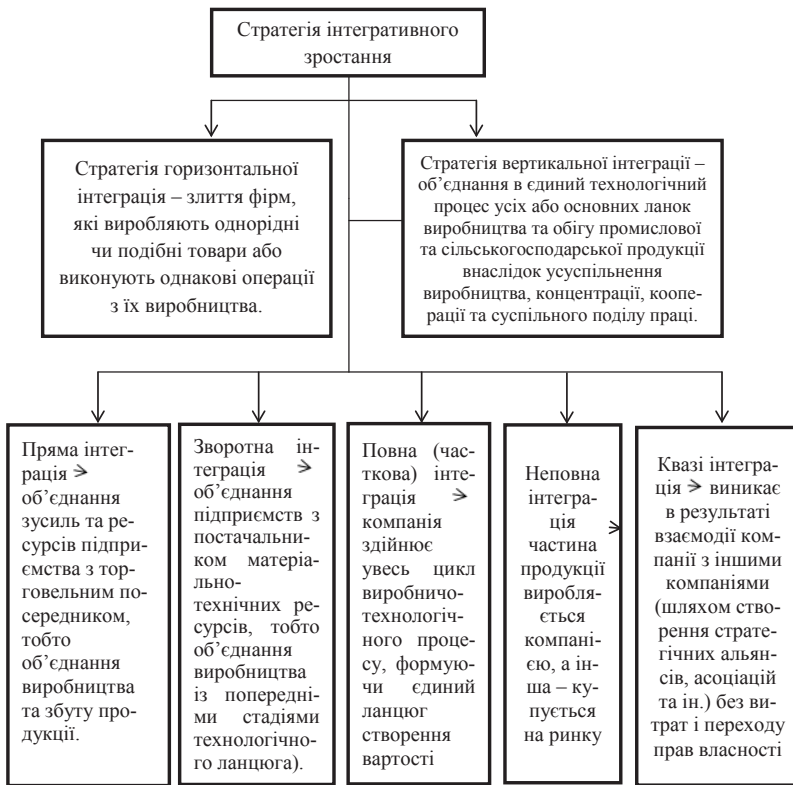 Стратегія інтегративного
зростання
Стратегія горизонтальної
інтеграція – злиття фірм,
які виробляють однорідні
чи подібні товари або
виконують однакові операції
з їх виробництва.
Стратегія вертикальної інтеграції –
об’єднання в єдиний технологічний
процес усіх або основних ланок
виробництва та обігу промислової
та сільськогосподарської продукції
внаслідок усуспільнення
виробництва, концентрації, коопе-
рації та суспільного поділу праці.
Пряма інтег-
рація
об’єднання
зусиль та ре-
сурсів підпри-
ємства з тор-
говельним по-
середником,
тобто
об’єднання
виробництва
та збуту про-
дукції.
Зворотна ін-
теграція
об’єднання
підприємств з
постачальни-
ком матеріа-
льно-
технічних ре-
сурсів, тобто
об’єднання
виробництва
із попередні-
ми стадіями
технологічно-
го ланцюга).
Повна (час-
ткова) інте-
грація
компанія
здійнює
увесь цикл
виробничо-
технологіч-
ного проце-
су, формую-
чи єдиний
ланцюг
створення
вартості
Неповна
інтегра-
ція
частина
продукції
виробля-
ється
компані-
єю, а ін-
ша – ку-
пується
на ринку
Квазі інтегра-
ція виникає
в результаті
взаємодії ком-
панії з іншими
компаніями
(шляхом ство-
рення страте-
гічних альян-
сів, асоціацій
та ін.) без ви-
трат і переходу
прав власності